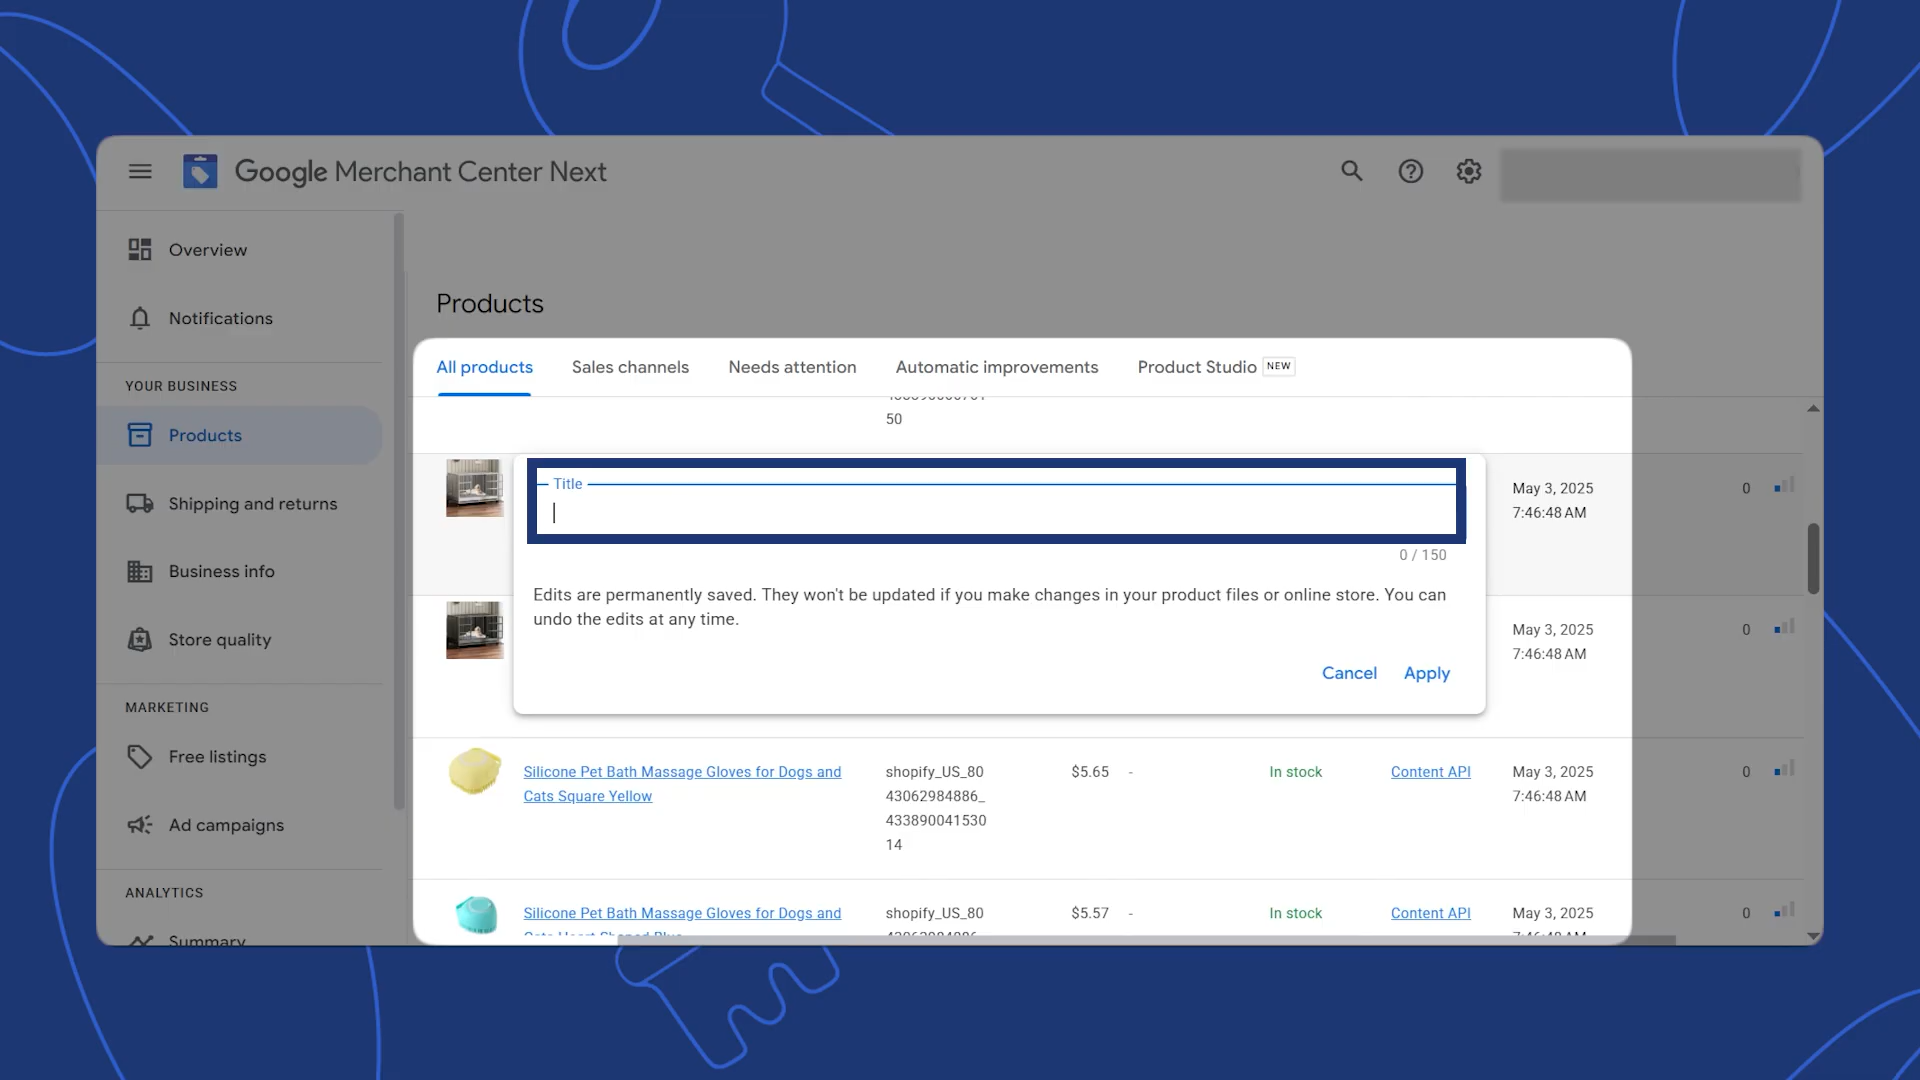 Google Merchant Center Next
Overview
Notifications
YOUR BUSINESS
Products
Shipping and returns
Business info
Store quality
MARKETING
Free listings
Ad campaigns
ANALYTICS
Summary
Products
All products
Sales channels
Needs attention
Automatic improvements
Product Studio NEW
50
Title
0 / 150
Edits are permanently saved. They won't be updated if you make changes in your product files or online store. You can
undo the edits at any time.
Cancel
Apply
May 3, 2025
7:46:48 AM
0
May 3, 2025
7:46:48 AM
0
Silicone Pet Bath Massage Gloves for Dogs and
Cats Square Yellow
shopify_US_80
43062984886_
433890041530
14
$5.65
-
In stock
Content API
May 3, 2025
7:46:48 AM
0
Silicone Pet Bath Massage Gloves for Dogs and
shopify_US_80
$5.57
-
In stock
Content API
May 3, 2025
7:46:48 AM
0